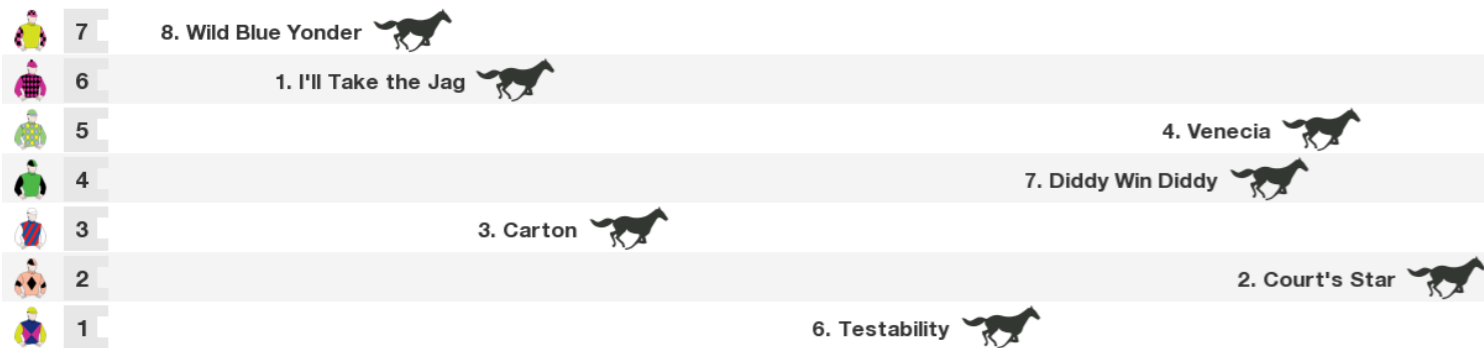 7 8. Wild Blue Yonder
6 1. I'll Take the Jag
5 4. Venecia
4 7. Diddy Win Diddy
3 3. Carton
2 2. Court's Star
1 6. Testability